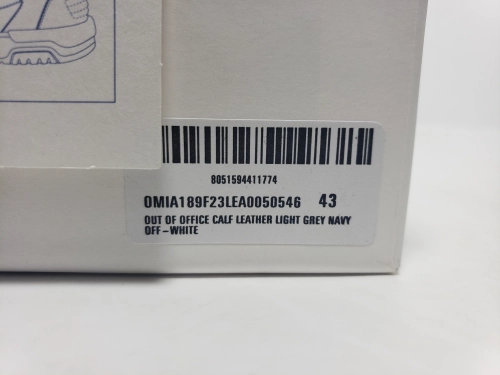 8051594411774
OMIA189F23LEA0050546 43
OUT OF OFFICE CALF LEATHER LIGHT GREY NAVY
OFF-WHITE